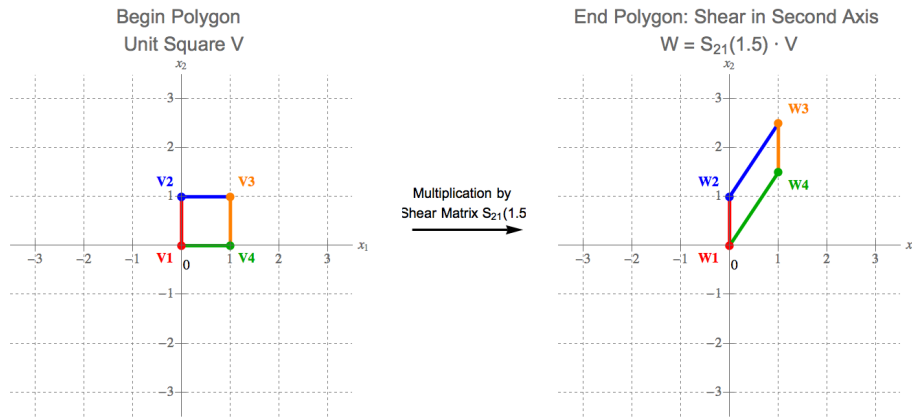 Begin Polygon
Unit Square V
x₂
3
2
V2
V3
1
V1
V4
x₁
-3
-2
-1
0
1
2
3
-1
-2
-3
Multiplication by
Shear Matrix S₂₁(1.5
End Polygon: Shear in Second Axis
W = S₂₁(1.5) · V
x₂
3
W3
2
W2
W4
1
W1
x
-3
-2
-1
0
1
2
3
-1
-2
-3